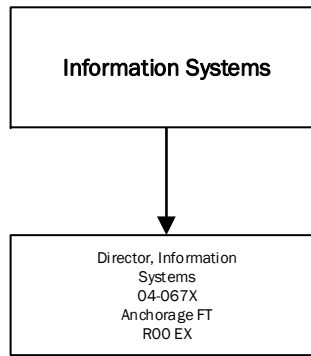 Information Systems
Director, Information
Systems
04-067X
Anchorage FT
R00 EX